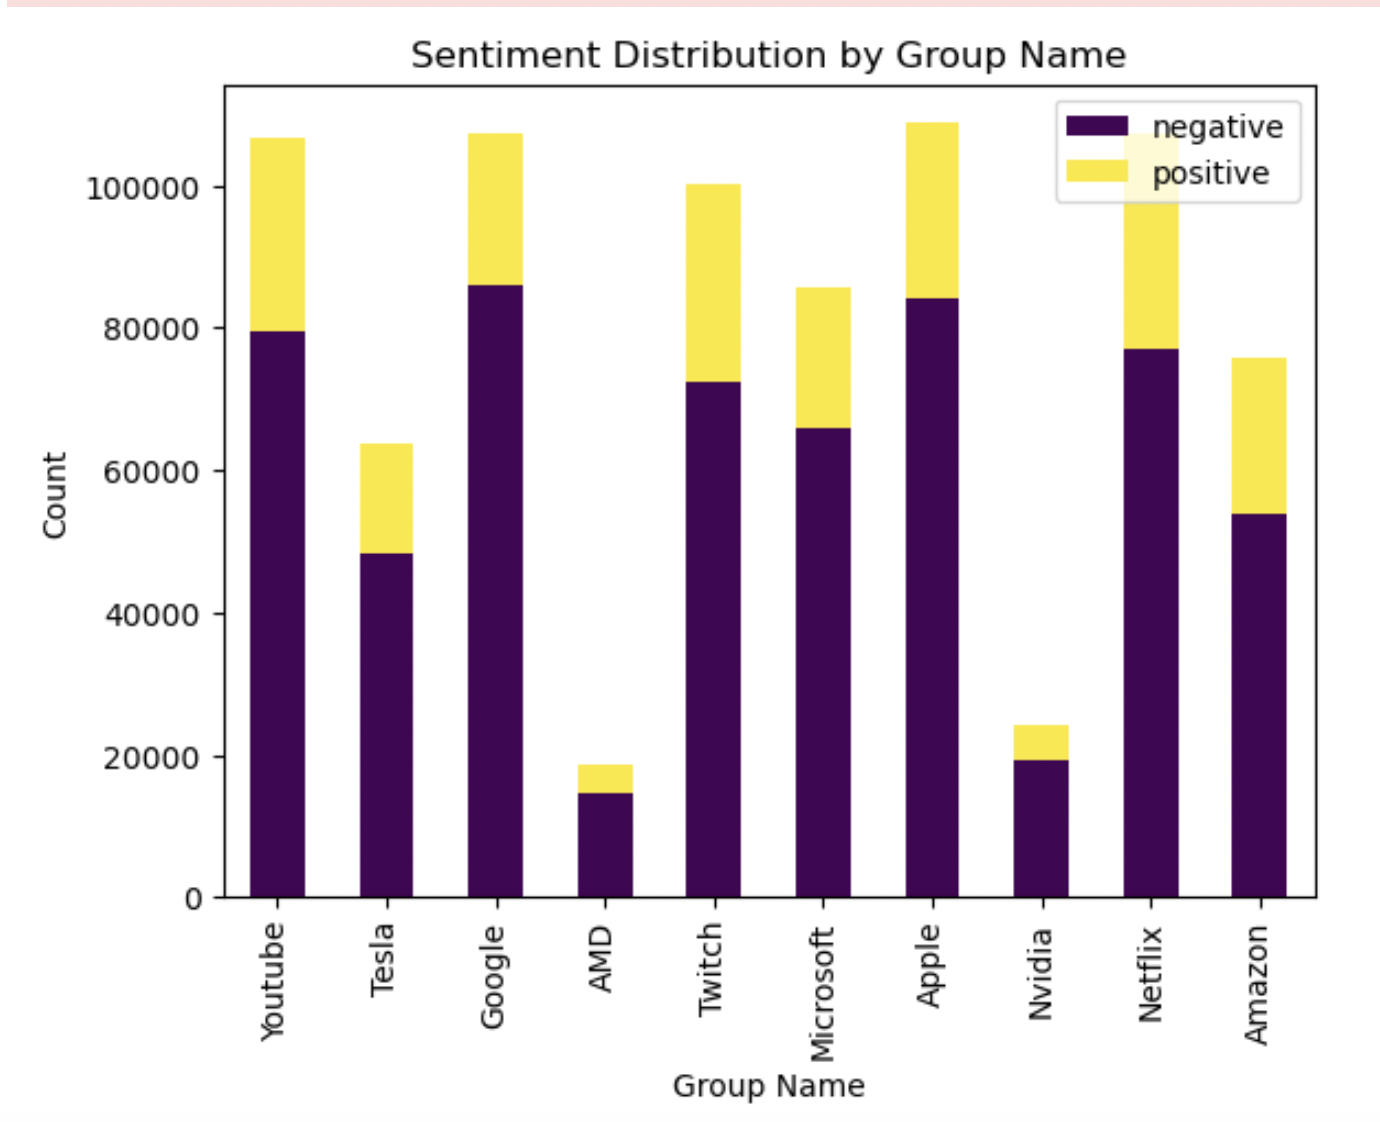 Sentiment Distribution by Group Name
negative
positive
100000
80000
60000
40000
20000
0
Count
Youtube
Tesla
Google
AMD
Twitch
Microsoft
Apple
Nvidia
Netflix
Amazon
Group Name